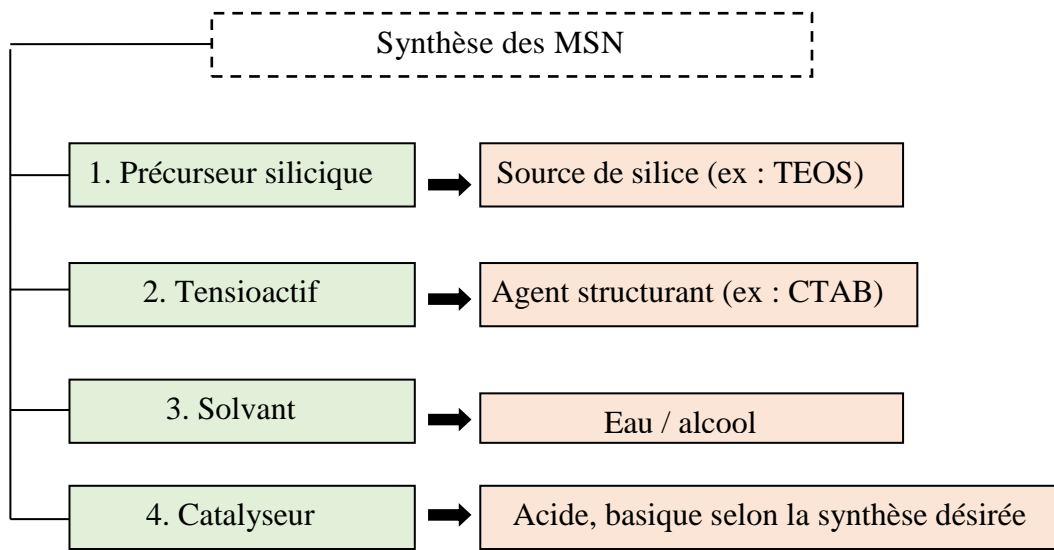 Synthèse des MSN
1. Précurseur silicique
Source de silice (ex : TEOS)
2. Tensioactif
Agent structurant (ex : CTAB)
3. Solvant
Eau / alcool
4. Catalyseur
Acide, basique selon la synthèse désirée